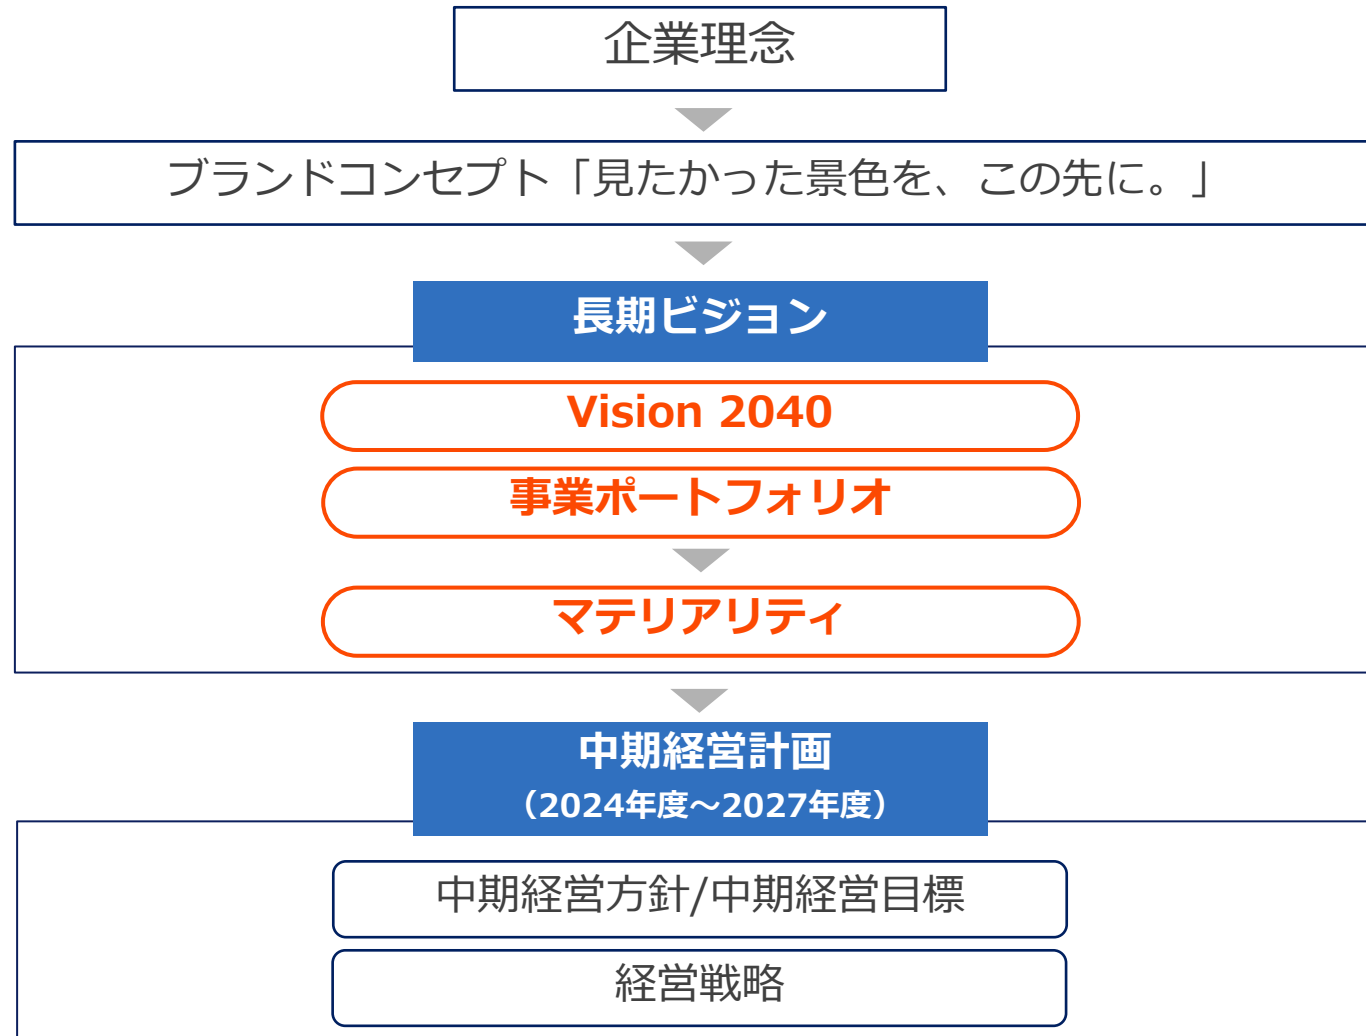 企業理念
ブランドコンセプト「見たかった景色を、この先に。」
長期ビジョン
Vision 2040
事業ポートフォリオ
マテリアリティ
中期経営計画
（2024年度～2027年度）
中期経営方針/中期経営目標
経営戦略